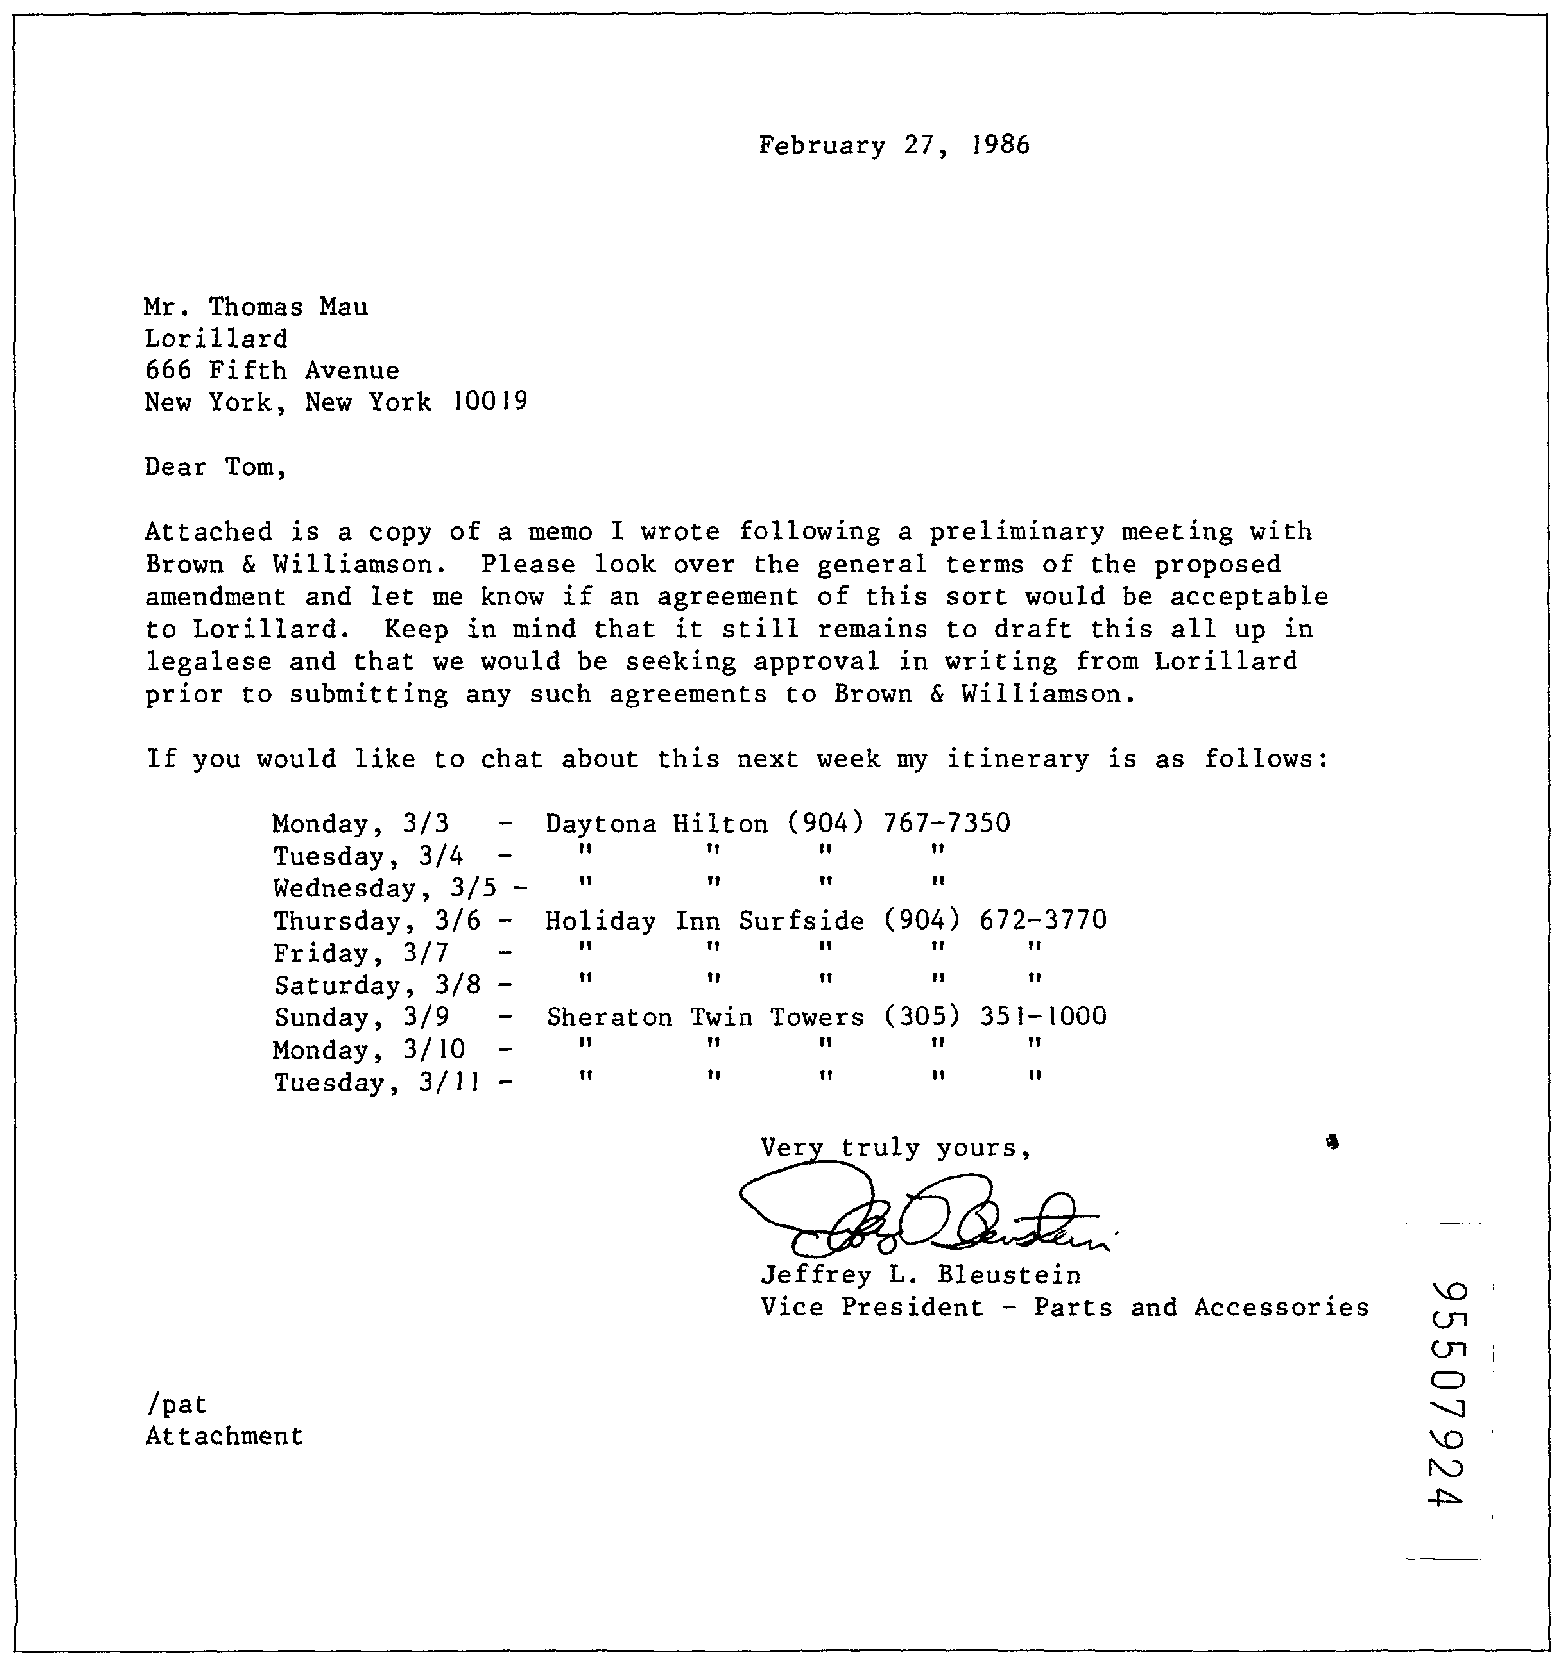 February 27, 1986
Mr. Thomas Mau
Lorillard
666 Fifth Avenue
New York, New York 10019
Dear Tom,
Attached is a copy of a memo I wrote following a preliminary meeting with
Brown & Williamson. Please look over the general terms of the proposed
amendment and let me know if an agreement of this sort would be acceptable
to Lorillard. Keep in mind that it still remains to draft this all up in
legalese and that we would be seeking approval in writing from Lorillard
prior to submitting any such agreements to Brown & Williamson.
If you would like to chat about this next week my itinerary is as follows:
Monday, 3/3 - Daytona Hilton (904) 767-7350
Tuesday, 3/4 - " " " "
Wednesday, 3/5 - " " " "
Thursday, 3/6 - Holiday Inn Surfside (904) 672-3770
Friday, 3/7 - " " " " "
Saturday, 3/8 - " " " " "
Sunday, 3/9 - Sheraton Twin Towers (305) 351-1000
Monday, 3/10 - " " " " "
Tuesday, 3/11 - " " " " "
Very truly yours,
Jeffrey L. Bleustein
Vice President - Parts and Accessories
/pat
Attachment
95507924